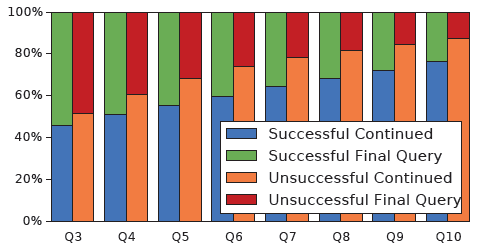 100%
80%
60%
40%
20%
0%
Successful Continued
Successful Final Query
Unsuccessful Continued
Unsuccessful Final Query
Q3 Q4 Q5 Q6 Q7 Q8 Q9 Q10